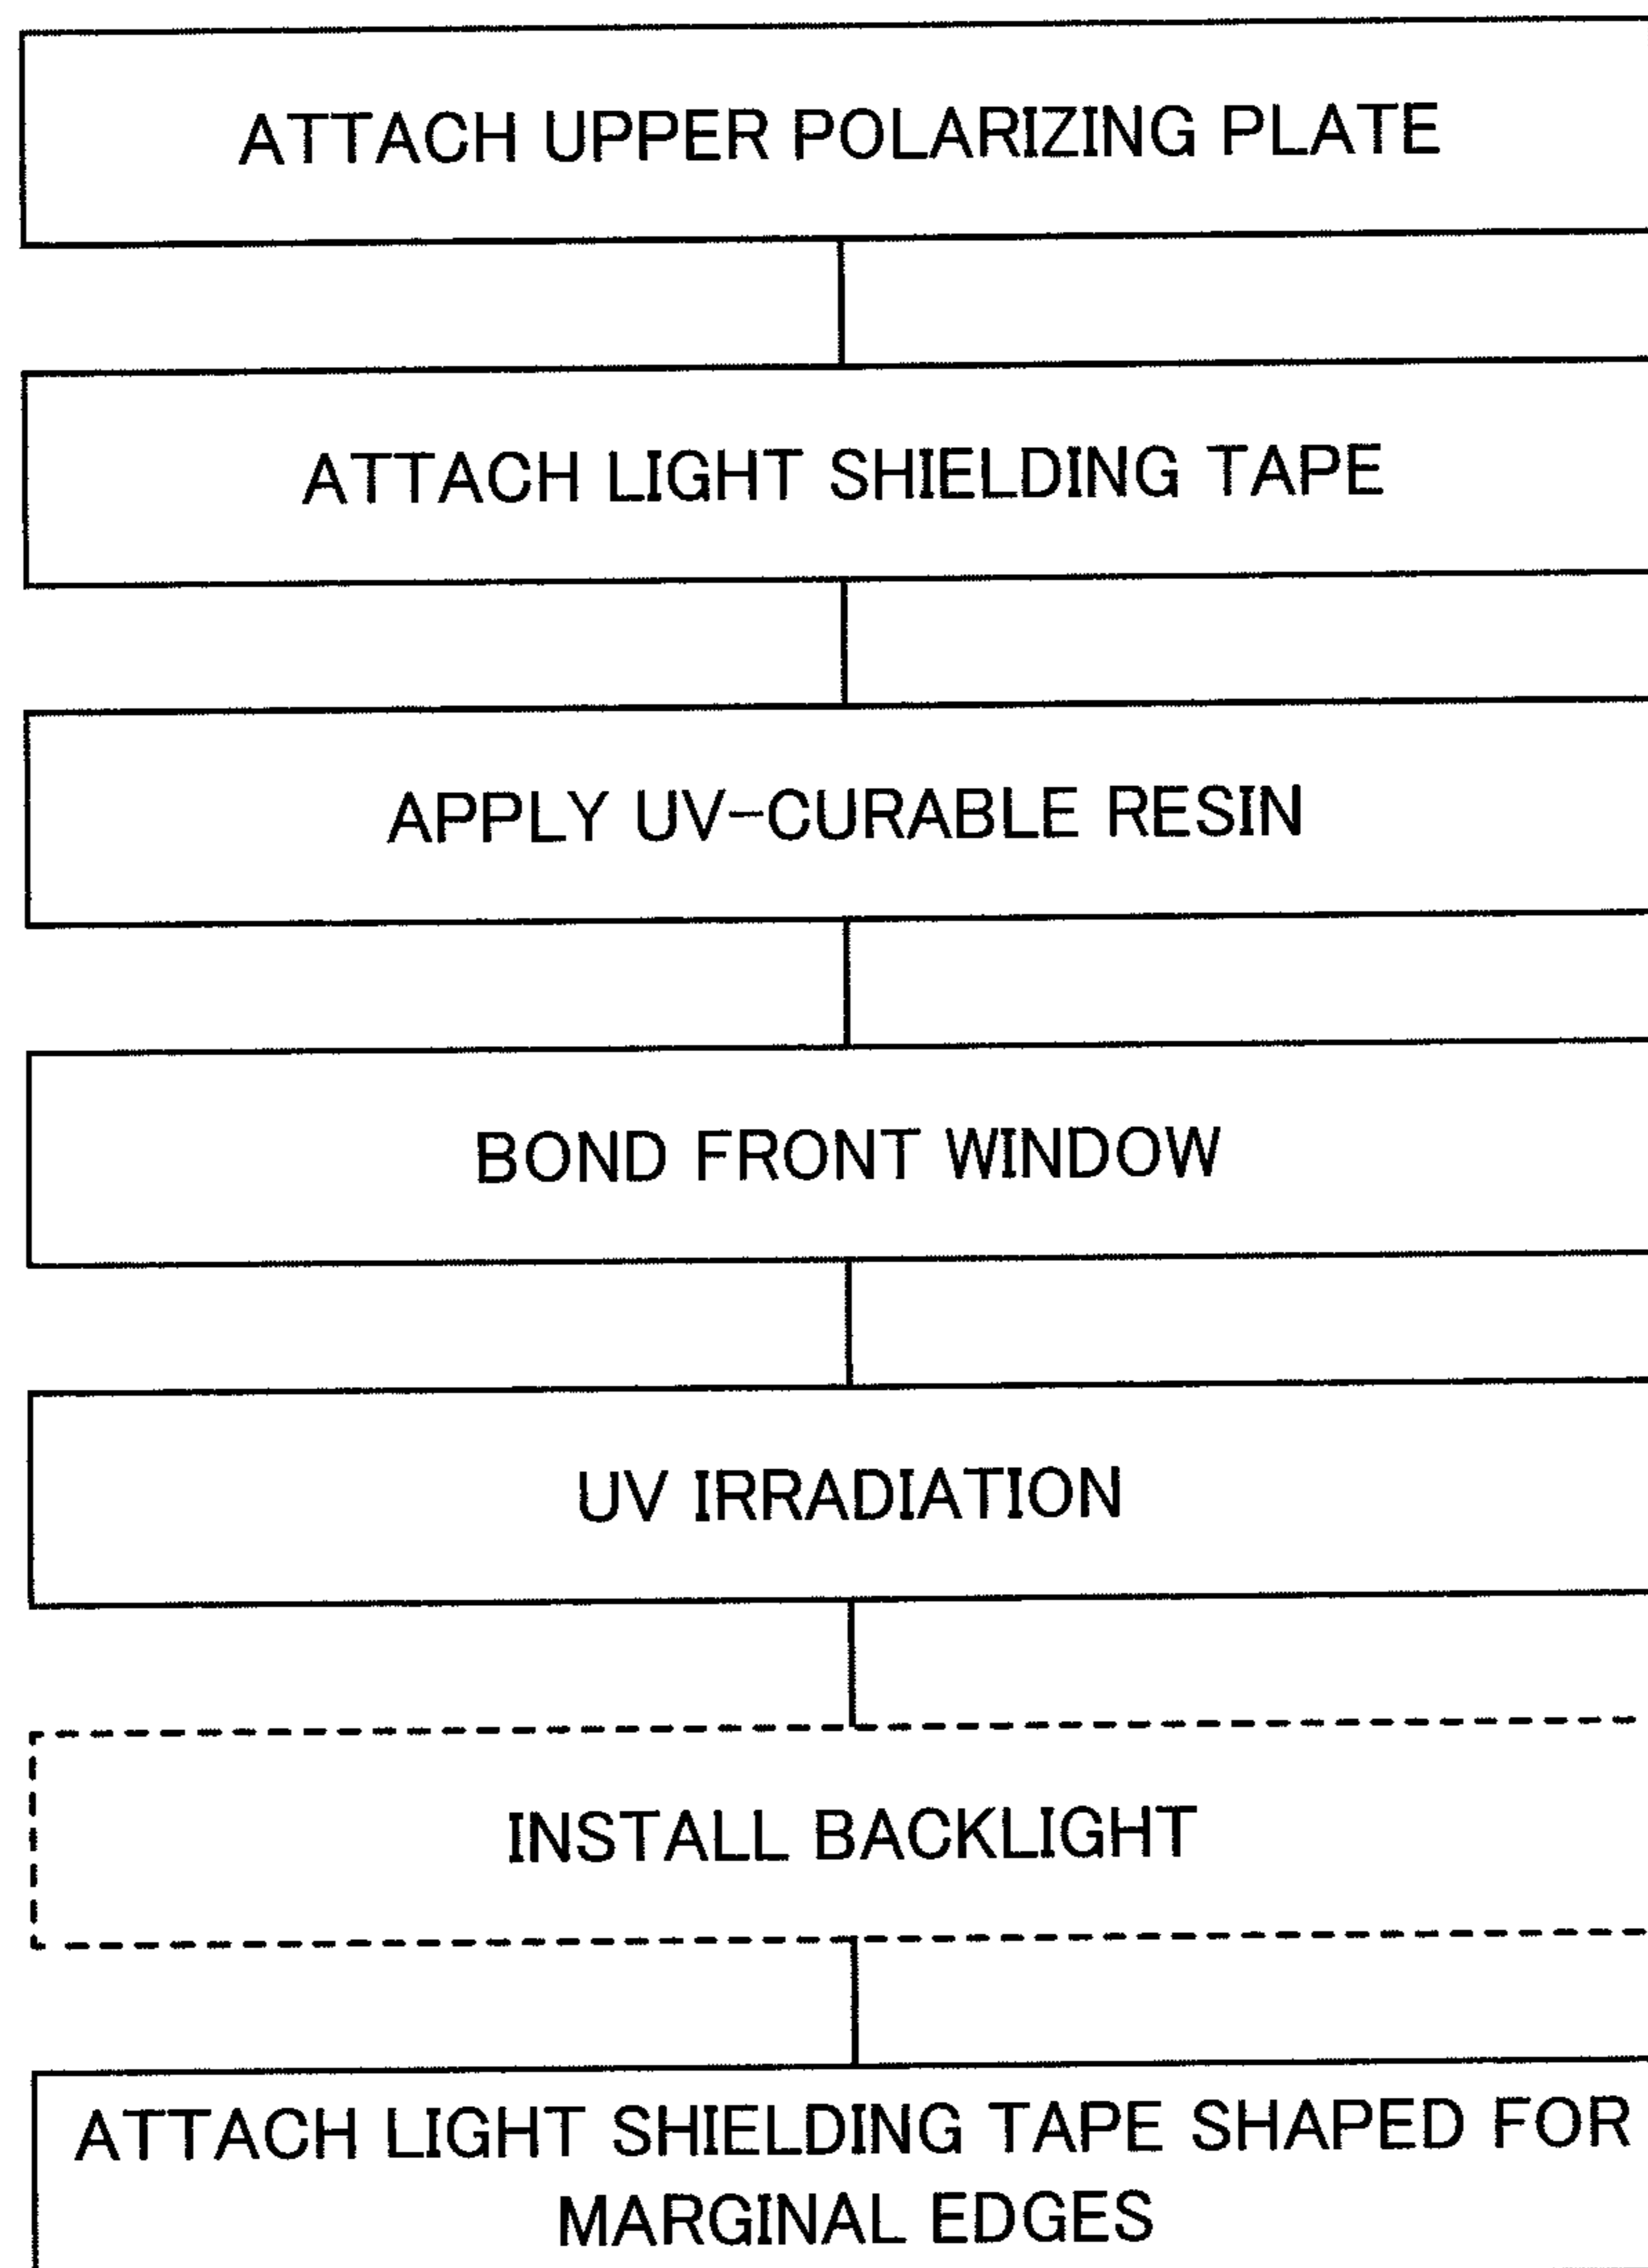 ATTACH UPPER POLARIZING PLATE
ATTACH LIGHT SHIELDING TAPE
APPLY UV-CURABLE RESIN
BOND FRONT WINDOW
UV IRRADIATION
INSTALL BACKLIGHT
ATTACH LIGHT SHIELDING TAPE SHAPED FOR
MARGINAL EDGES